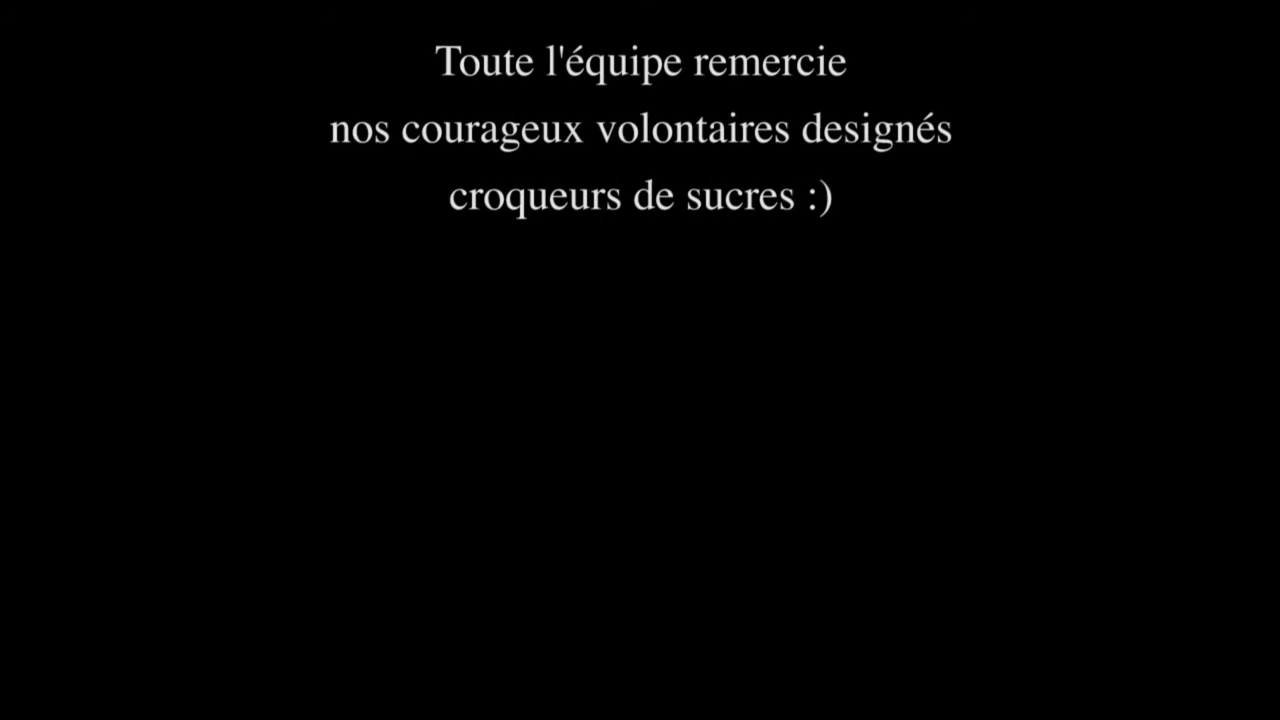 Toute l'équipe remercie
nos courageux volontaires designés
croqueurs de sucres :)